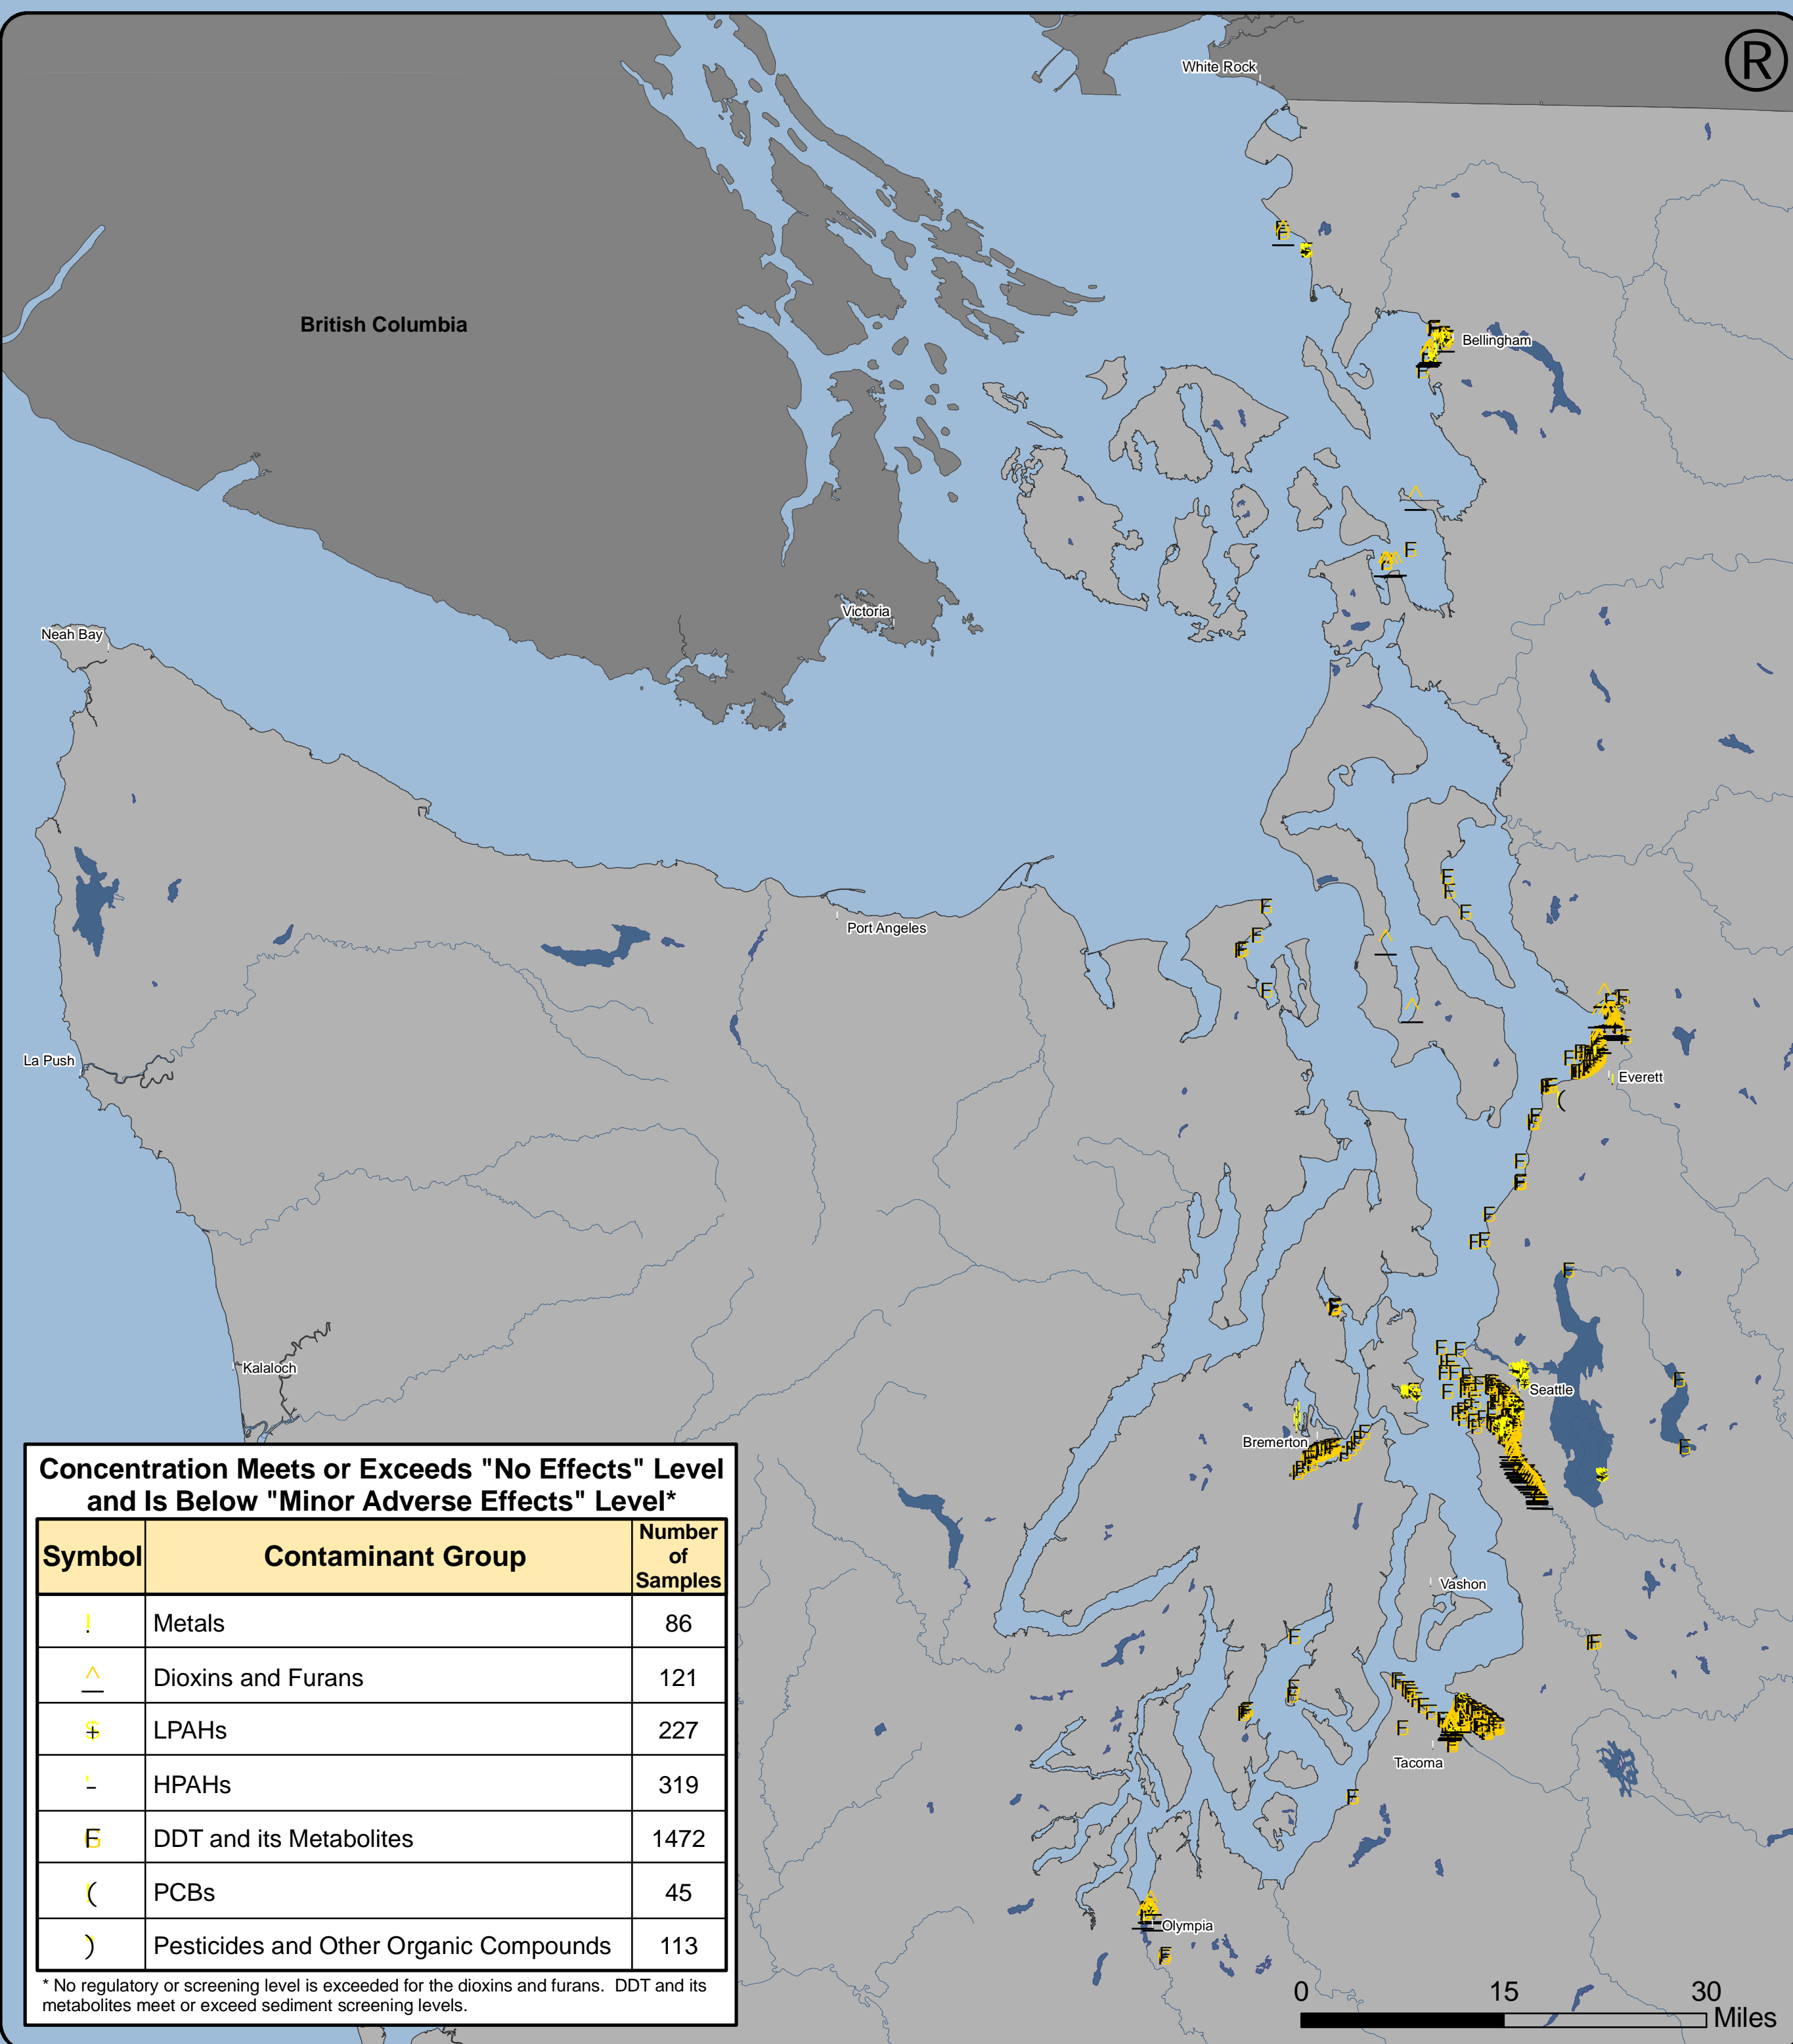 ®
White Rock
British Columbia
Bellingham
Victoria
Neah Bay
Port Angeles
La Push
Everett
Kalaloch
Seattle
Bremerton
Vashon
Tacoma
Olympia
Concentration Meets or Exceeds "No Effects" Level
and Is Below "Minor Adverse Effects" Level*
Symbol Contaminant Group Number of Samples
! Metals 86
^ Dioxins and Furans 121
$ LPAHs 227
' HPAHs 319
F DDT and its Metabolites 1472
( PCBs 45
) Pesticides and Other Organic Compounds 113
* No regulatory or screening level is exceeded for the dioxins and furans. DDT and its
metabolites meet or exceed sediment screening levels.
0 15 30
Miles